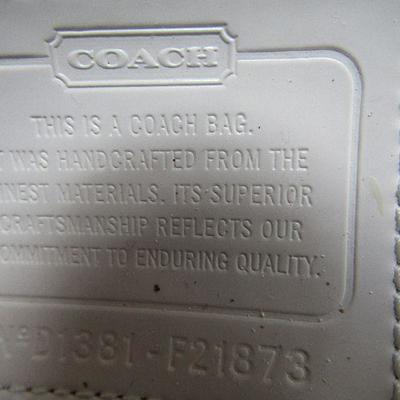 COACH
THIS IS A COACH BAG.
T WAS HANDCRAFTED FROM THE
INEST MATERIALS. ITS SUPERIOR
CRAFTSMANSHIP REFLECTS OUR
OMMITMENT TO ENDURING QUALITY.
Nº D1381-F21873